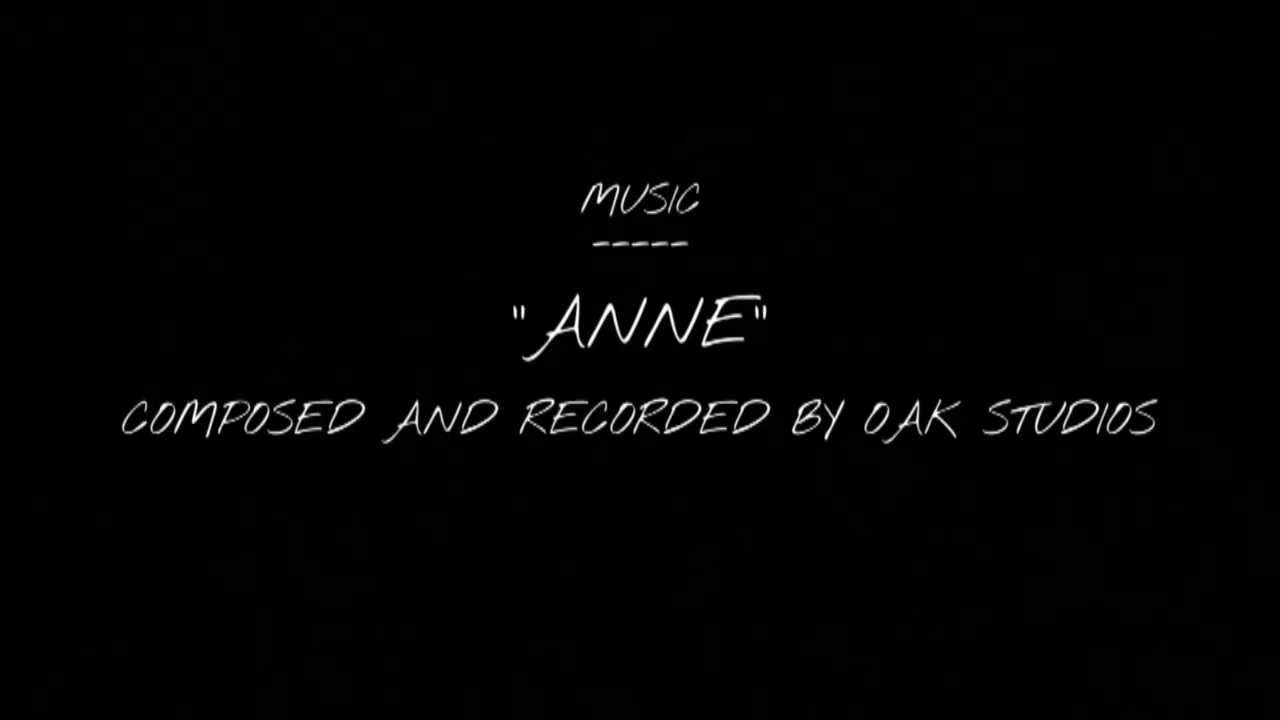 MUSIC
-----
"ANNE"
COMPOSED AND RECORDED BY OAK STUDIOS